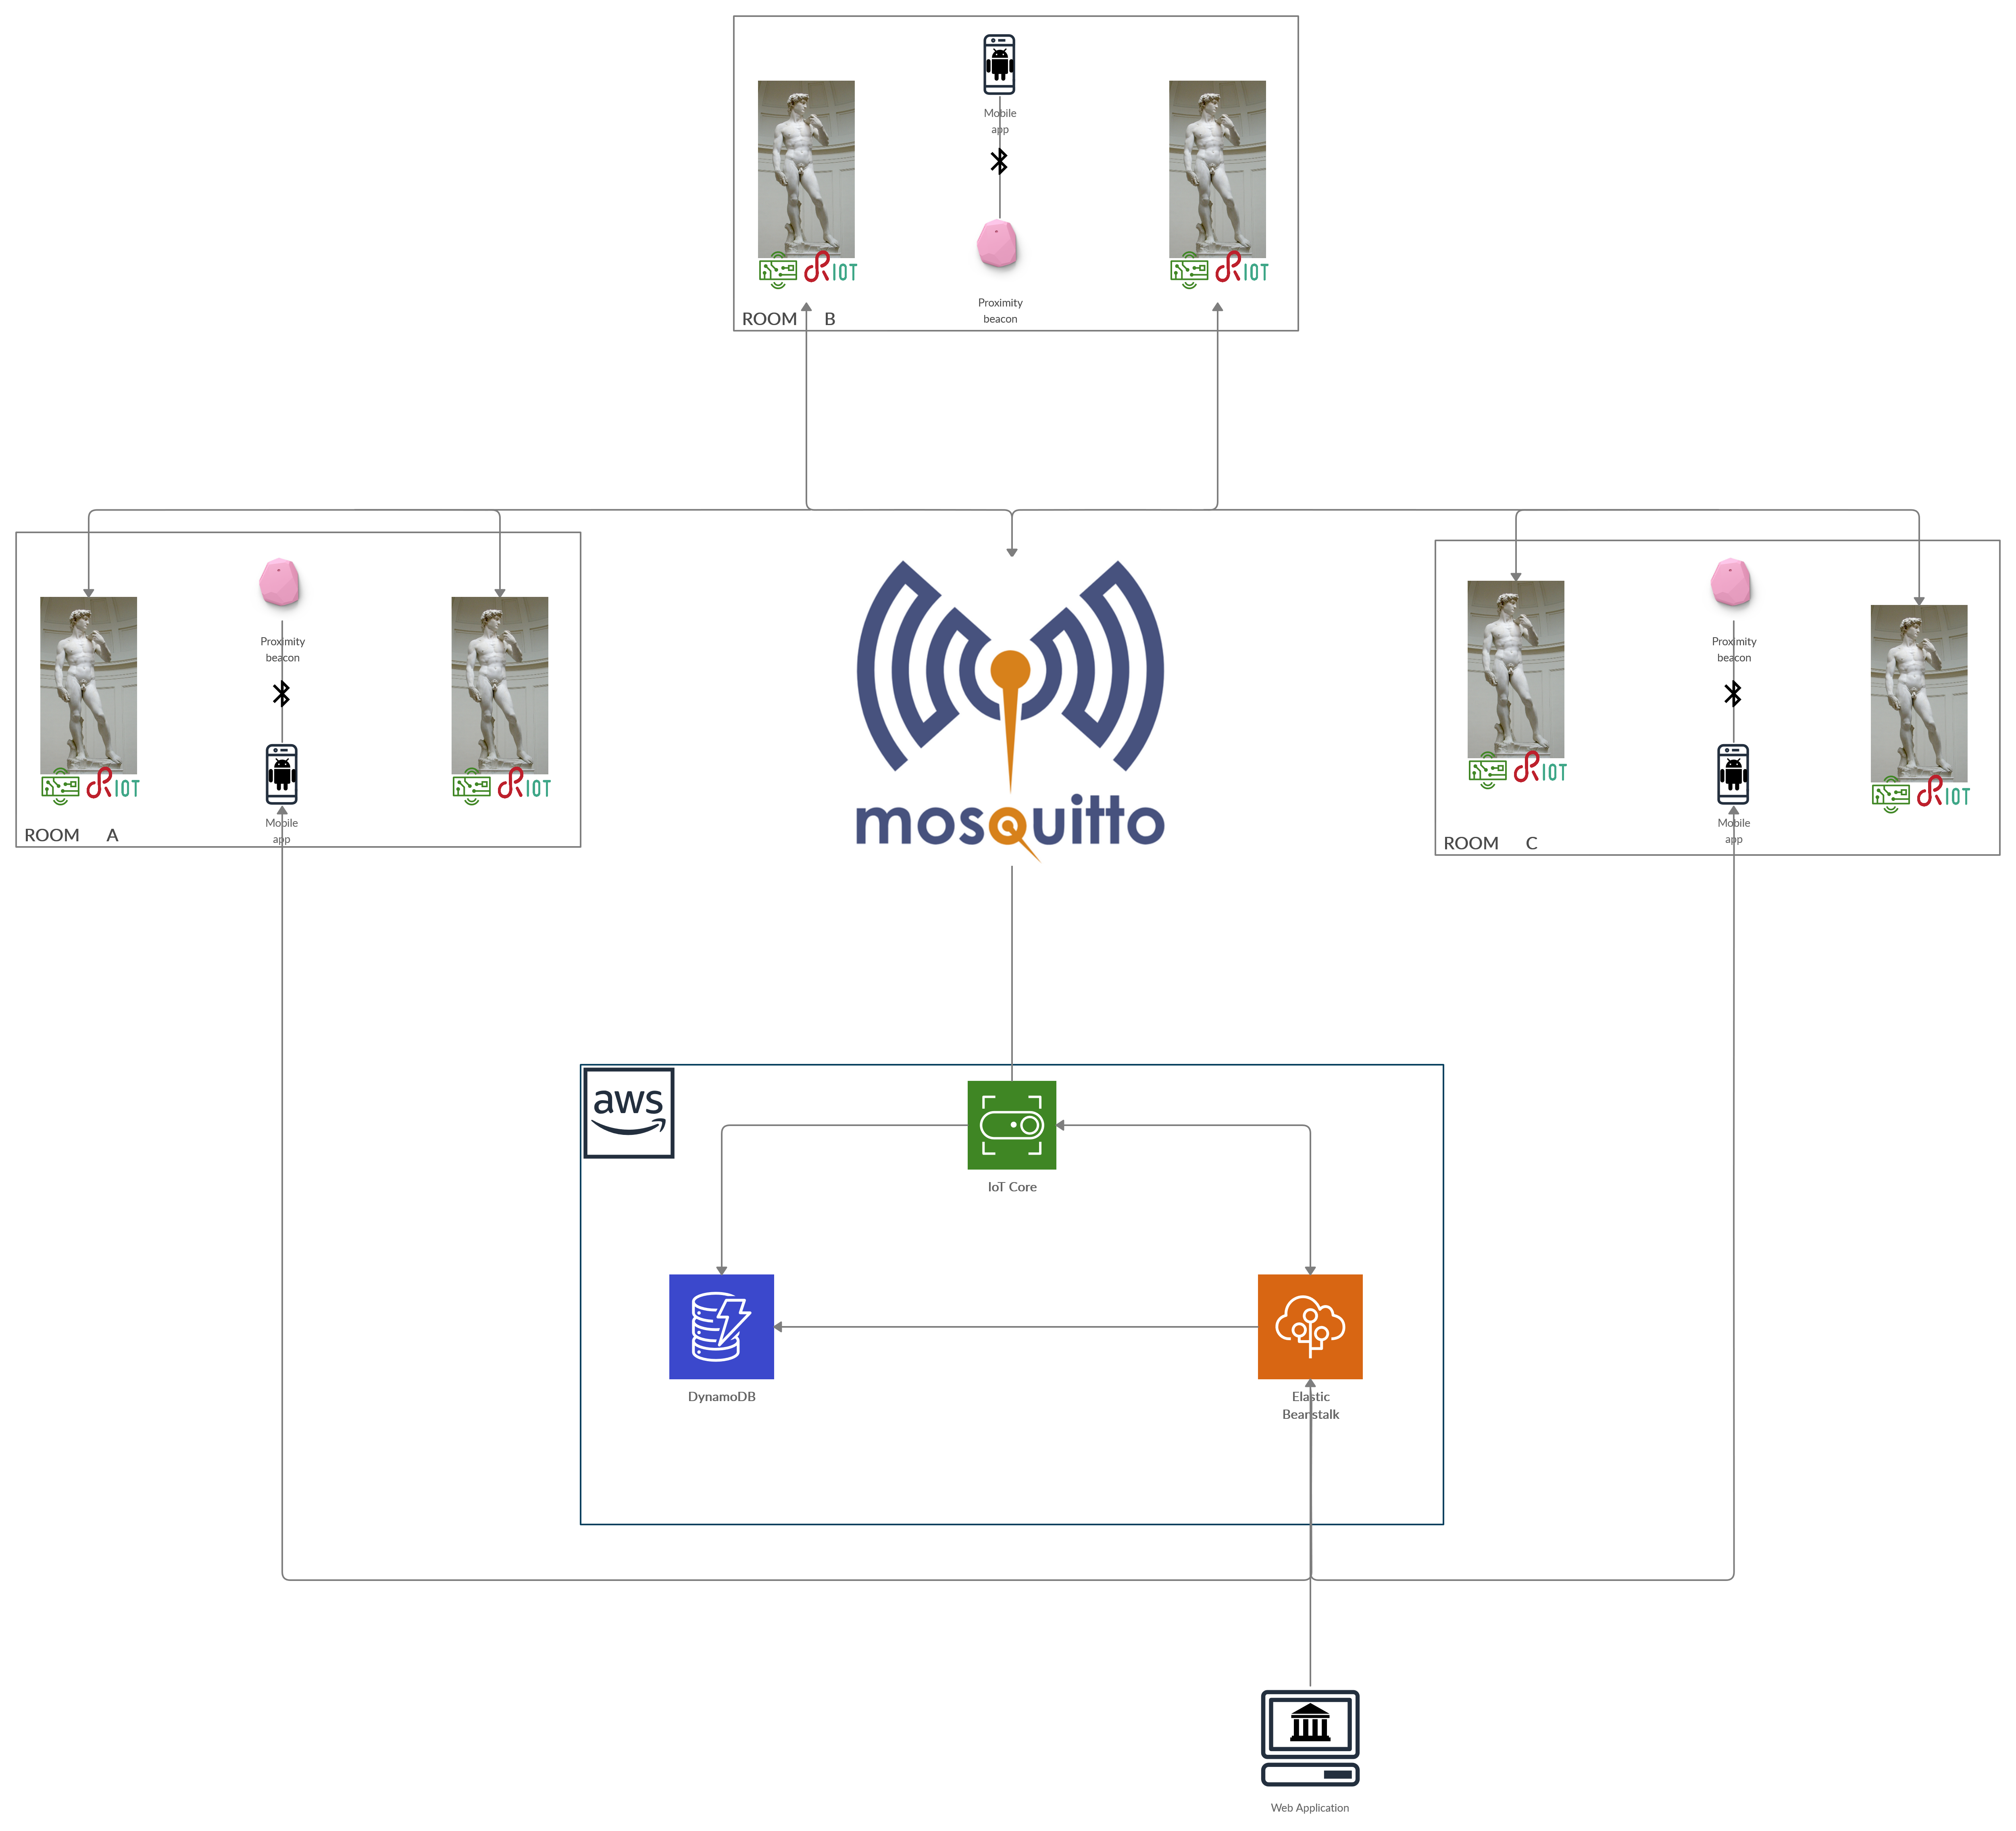 Mobile
app
RIOT
RIOT
Proximity
beacon
ROOM B
Proximity
beacon
RIOT
RIOT
Mobile
app
ROOM A
mosquitto
Proximity
beacon
RIOT
RIOT
Mobile
app
ROOM C
aws
IoT Core
DynamoDB
Elastic
Beanstalk
Web Application